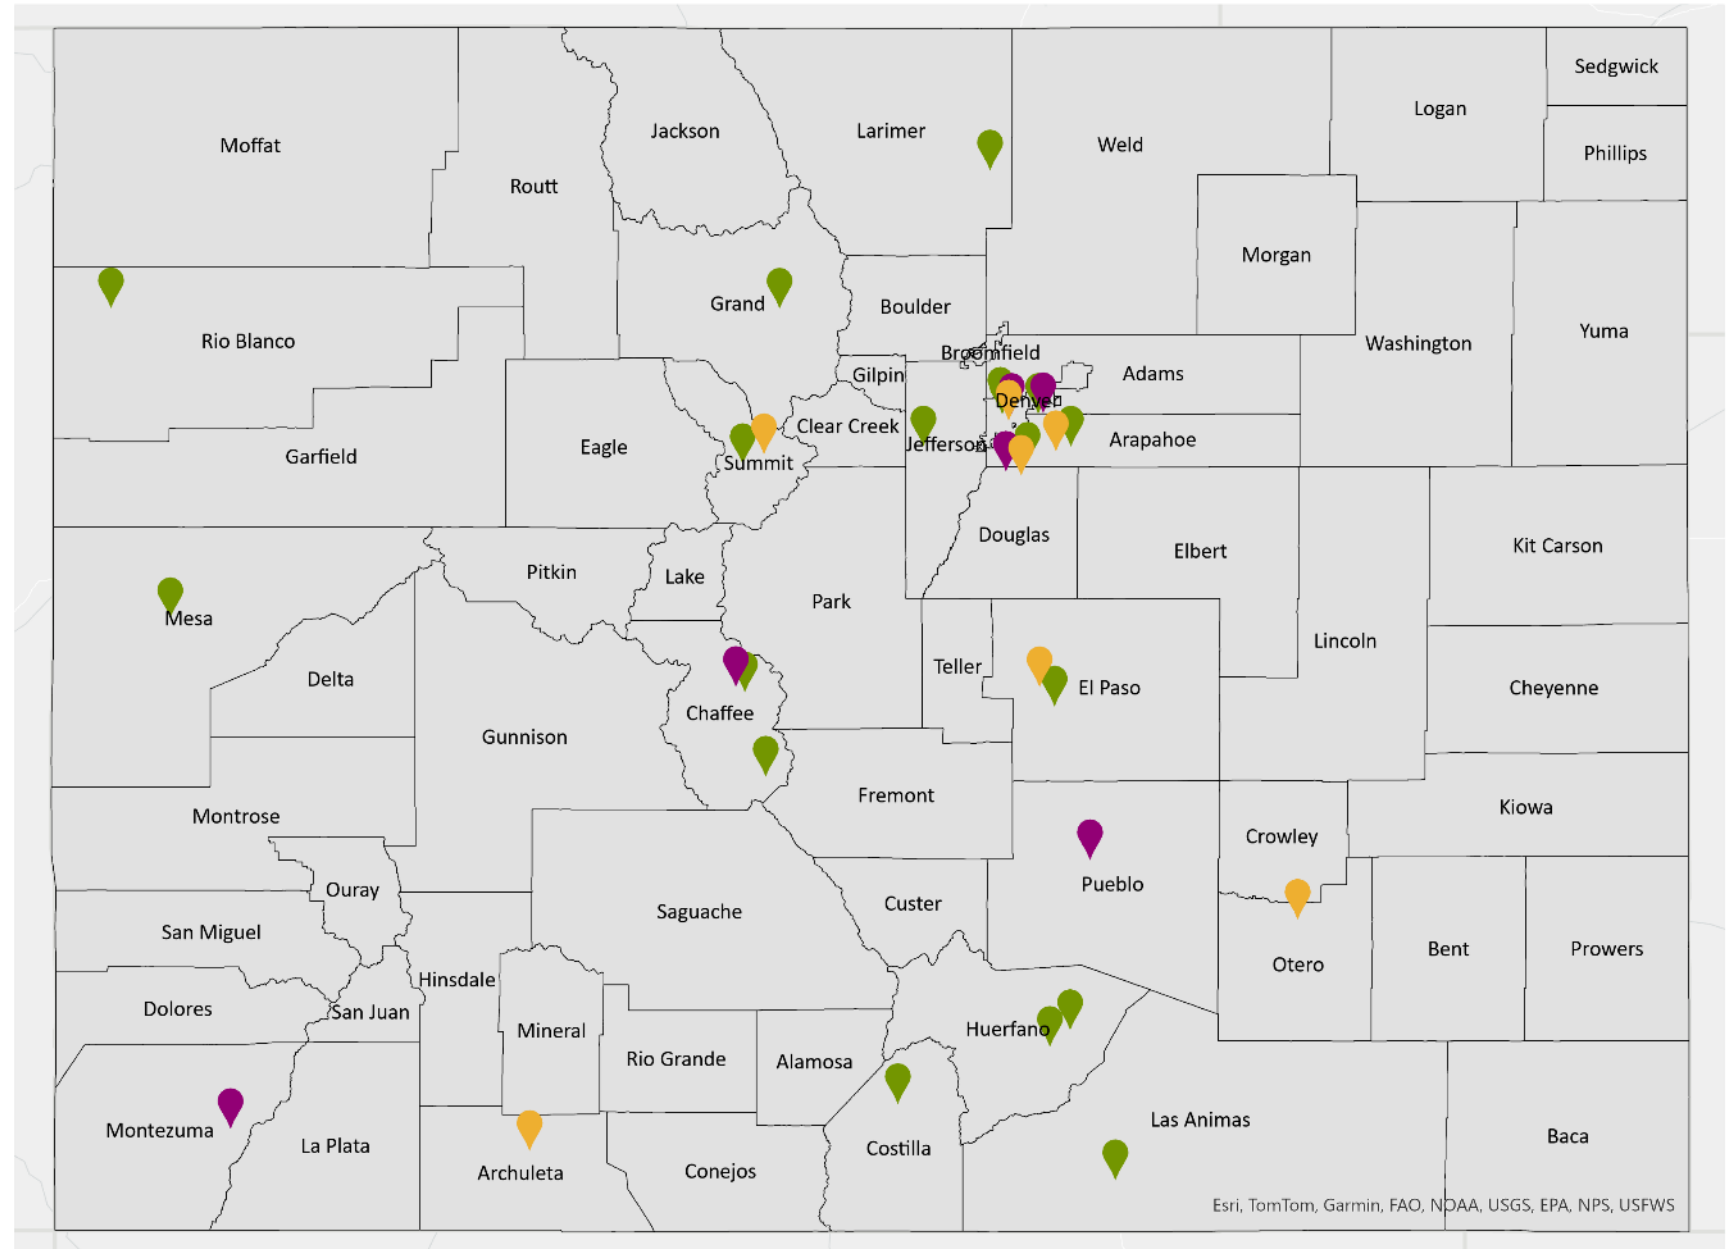 Sedgwick
Logan
Moffat
Jackson
Larimer
Weld
Phillips
Routt
Morgan
Grand
Boulder
Rio Blanco
Washington
Yuma
Broomfield
Gilpin
Adams
Denver
Clear Creek
Eagle
Garfield
Summit
Jefferson
Arapahoe
Douglas
Elbert
Kit Carson
Pitkin
Lake
Park
Mesa
Lincoln
Teller
Delta
El Paso
Cheyenne
Chaffee
Gunnison
Fremont
Kiowa
Montrose
Crowley
Ouray
Pueblo
Custer
Saguache
San Miguel
Bent
Prowers
Otero
Hinsdale
Dolores
San Juan
Mineral
Huerfano
Rio Grande
Alamosa
Las Animas
Montezuma
La Plata
Costilla
Baca
Archuleta
Conejos
Esri, TomTom, Garmin, FAO, NOAA, USGS, EPA, NPS, USFWS